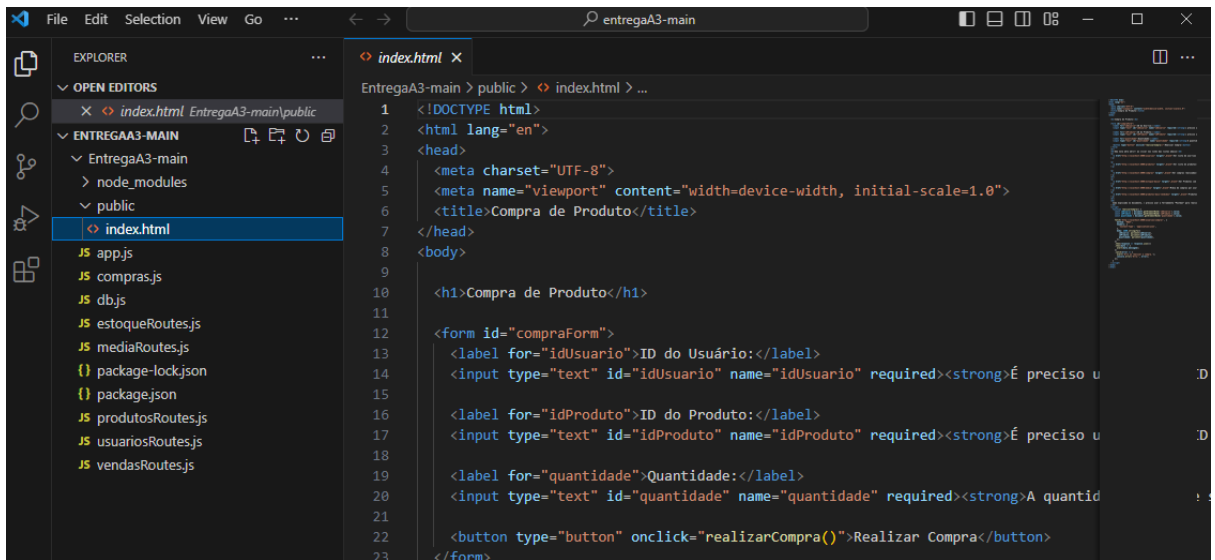 File Edit Selection View Go ··· entregaA3-main
EXPLORER ···
OPEN EDITORS
index.html EntregaA3-main\public
ENTREGAA3-MAIN
EntregaA3-main
node_modules
public
index.html
JS app.js
JS compras.js
JS db.js
JS estoqueRoutes.js
JS mediaRoutes.js
{} package-lock.json
{} package.json
JS produtosRoutes.js
JS usuariosRoutes.js
JS vendasRoutes.js
index.html
EntregaA3-main > public > index.html > ...
1 <!DOCTYPE html>
2 <html lang="en">
3 <head>
4 <meta charset="UTF-8">
5 <meta name="viewport" content="width=device-width, initial-scale=1.0">
6 <title>Compra de Produto</title>
7 </head>
8 <body>
9
10 <h1>Compra de Produto</h1>
11
12 <form id="compraForm">
13 <label for="idUsuario">ID do Usuário:</label>
14 <input type="text" id="idUsuario" name="idUsuario" required><strong>É preciso u ID
15
16 <label for="idProduto">ID do Produto:</label>
17 <input type="text" id="idProduto" name="idProduto" required><strong>É preciso u ID
18
19 <label for="quantidade">Quantidade:</label>
20 <input type="text" id="quantidade" name="quantidade" required><strong>A quantid
21
22 <button type="button" onclick="realizarCompra()">Realizar Compra</button>
23 </form>